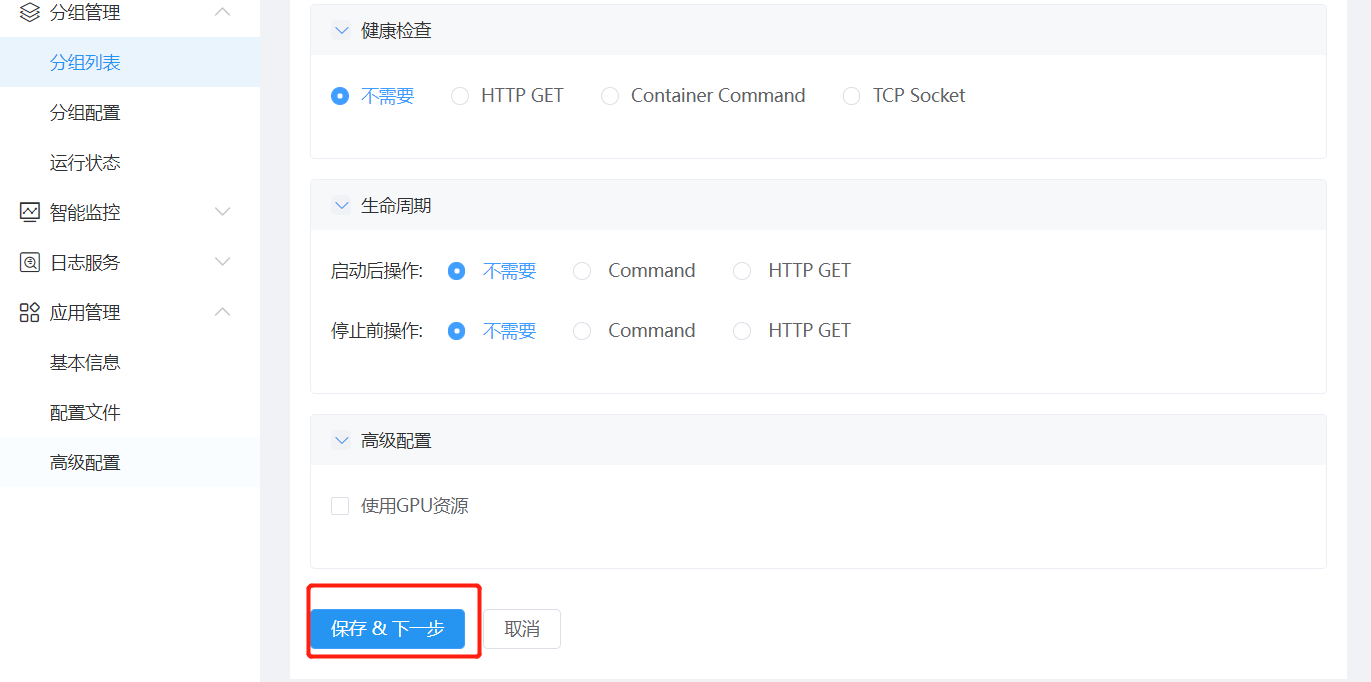 分组管理
分组列表
分组配置
运行状态
智能监控
日志服务
应用管理
基本信息
配置文件
高级配置
健康检查
不需要 HTTP GET Container Command TCP Socket
生命周期
启动后操作: 不需要 Command HTTP GET
停止前操作: 不需要 Command HTTP GET
高级配置
使用GPU资源
保存 & 下一步 取消